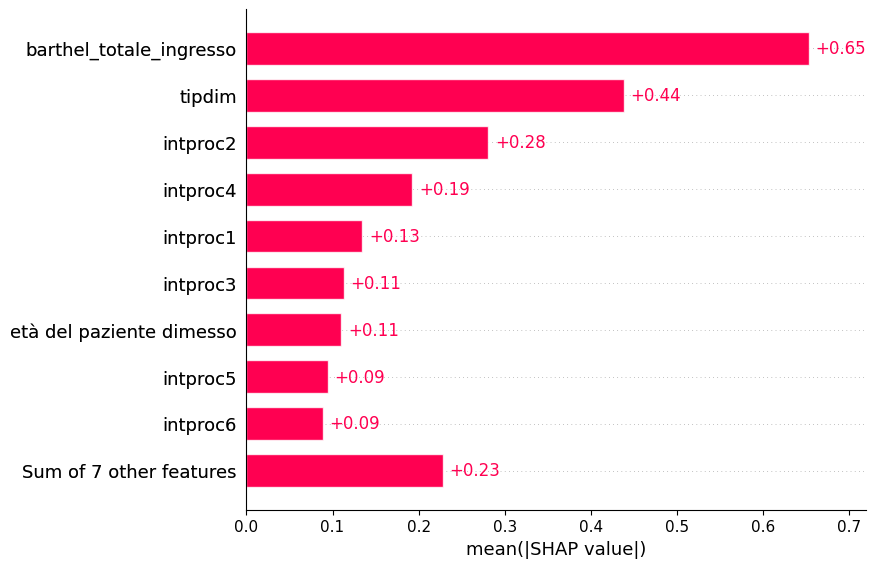 barthel_totale_ingresso +0.65
tipdim +0.44
intproc2 +0.28
intproc4 +0.19
intproc1 +0.13
intproc3 +0.11
età del paziente dimesso +0.11
intproc5 +0.09
intproc6 +0.09
Sum of 7 other features +0.23
0.0 0.1 0.2 0.3 0.4 0.5 0.6 0.7
mean(|SHAP value|)